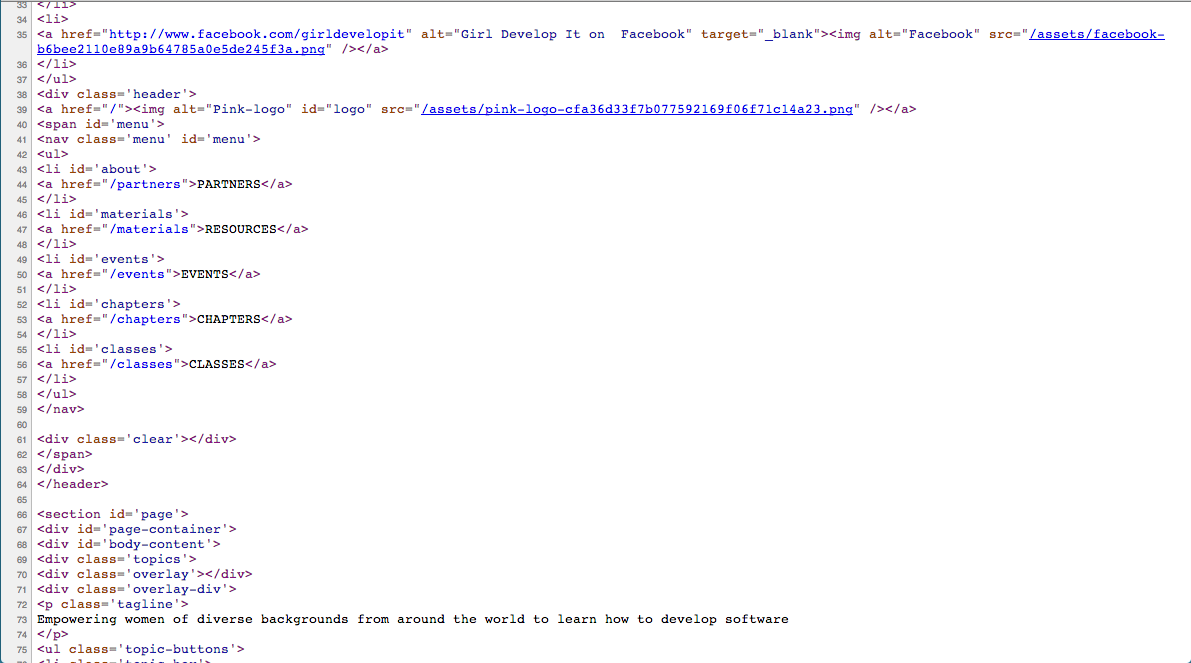 33 </li>
34 <li>
35 <a href="http://www.facebook.com/girldevelopit" alt="Girl Develop It on  Facebook" target="_blank"><img alt="Facebook" src="/assets/facebook-
b6bee2110e89a9b64785a0e5de245f3a.png" /></a>
36 </li>
37 </ul>
38 <div class='header'>
39 <a href="/"><img alt="Pink-logo" id="logo" src="/assets/pink-logo-cfa36d33f7b077592169f06f71c14a23.png" /></a>
40 <span id='menu'>
41 <nav class='menu' id='menu'>
42 <ul>
43 <li id='about'>
44 <a href="/partners">PARTNERS</a>
45 </li>
46 <li id='materials'>
47 <a href="/materials">RESOURCES</a>
48 </li>
49 <li id='events'>
50 <a href="/events">EVENTS</a>
51 </li>
52 <li id='chapters'>
53 <a href="/chapters">CHAPTERS</a>
54 </li>
55 <li id='classes'>
56 <a href="/classes">CLASSES</a>
57 </li>
58 </ul>
59 </nav>
60
61 <div class='clear'></div>
62 </span>
63 </div>
64 </header>
65
66 <section id='page'>
67 <div id='page-container'>
68 <div id='body-content'>
69 <div class='topics'>
70 <div class='overlay'></div>
71 <div class='overlay-div'>
72 <p class='tagline'>
73 Empowering women of diverse backgrounds from around the world to learn how to develop software
74 </p>
75 <ul class='topic-buttons'>